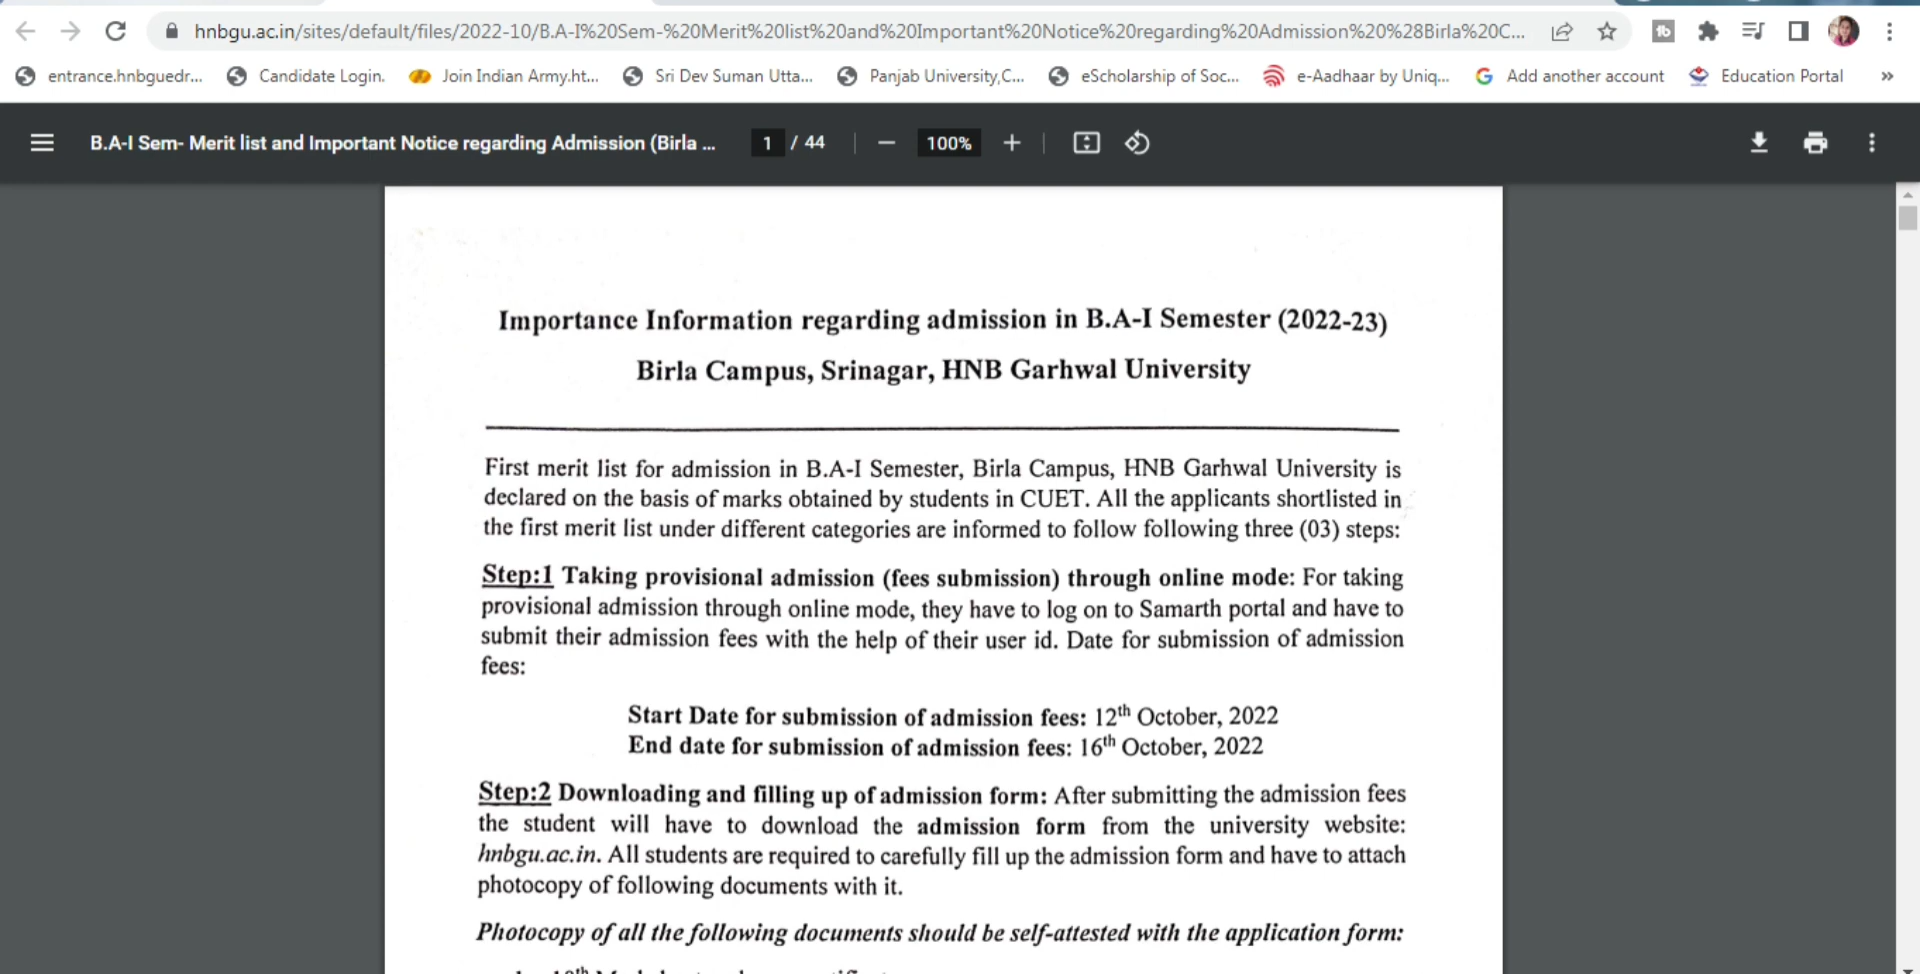 hnbgu.ac.in/sites/default/files/2022-10/B.A-I%20Sem-%20Merit%20list%20and%20Important%20Notice%20regarding%20Admission%20%28Birla%20C...
entrance.hnbguedr... Candidate Login. Join Indian Army.ht... Sri Dev Suman Utta... Panjab University,C... eScholarship of Soc... e-Aadhaar by Uniq... Add another account Education Portal »
B.A-I Sem- Merit list and Important Notice regarding Admission (Birla ... 1 / 44 100%
Importance Information regarding admission in B.A-I Semester (2022-23)
Birla Campus, Srinagar, HNB Garhwal University
First merit list for admission in B.A-I Semester, Birla Campus, HNB Garhwal University is
declared on the basis of marks obtained by students in CUET. All the applicants shortlisted in
the first merit list under different categories are informed to follow following three (03) steps:
Step:1 Taking provisional admission (fees submission) through online mode: For taking
provisional admission through online mode, they have to log on to Samarth portal and have to
submit their admission fees with the help of their user id. Date for submission of admission
fees:
Start Date for submission of admission fees: 12th October, 2022
End date for submission of admission fees: 16th October, 2022
Step:2 Downloading and filling up of admission form: After submitting the admission fees
the student will have to download the admission form from the university website:
hnbgu.ac.in. All students are required to carefully fill up the admission form and have to attach
photocopy of following documents with it.
Photocopy of all the following documents should be self-attested with the application form: